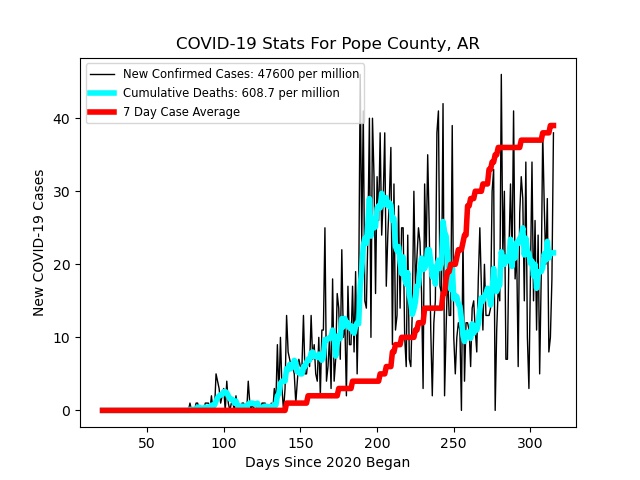 COVID-19 Stats For Pope County, AR
New Confirmed Cases: 47600 per million
Cumulative Deaths: 608.7 per million
7 Day Case Average
New COVID-19 Cases
40
30
20
10
0
50 100 150 200 250 300
Days Since 2020 Began